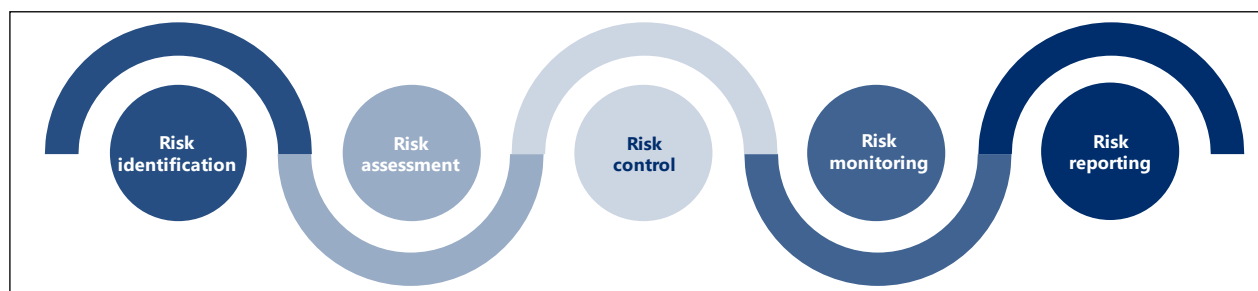 Risk
identification
Risk
assessment
Risk
control
Risk
monitoring
Risk
reporting